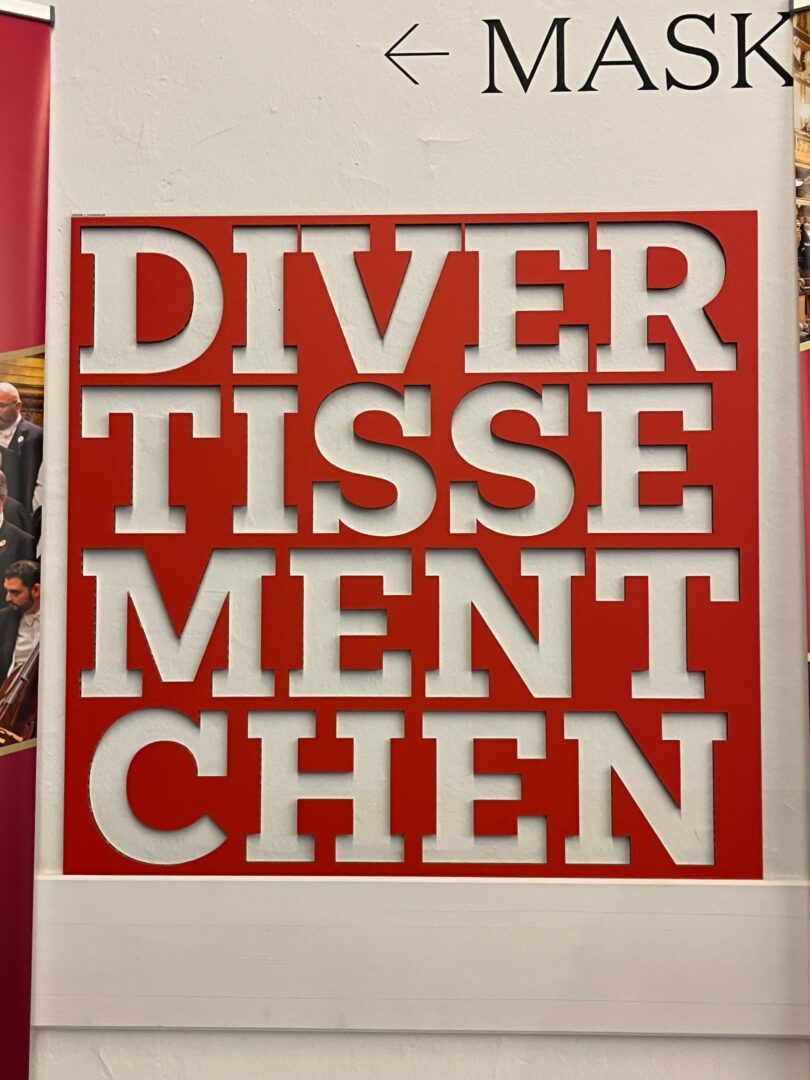 ← MASK
DIVER
TISSE
MENT
CHEN